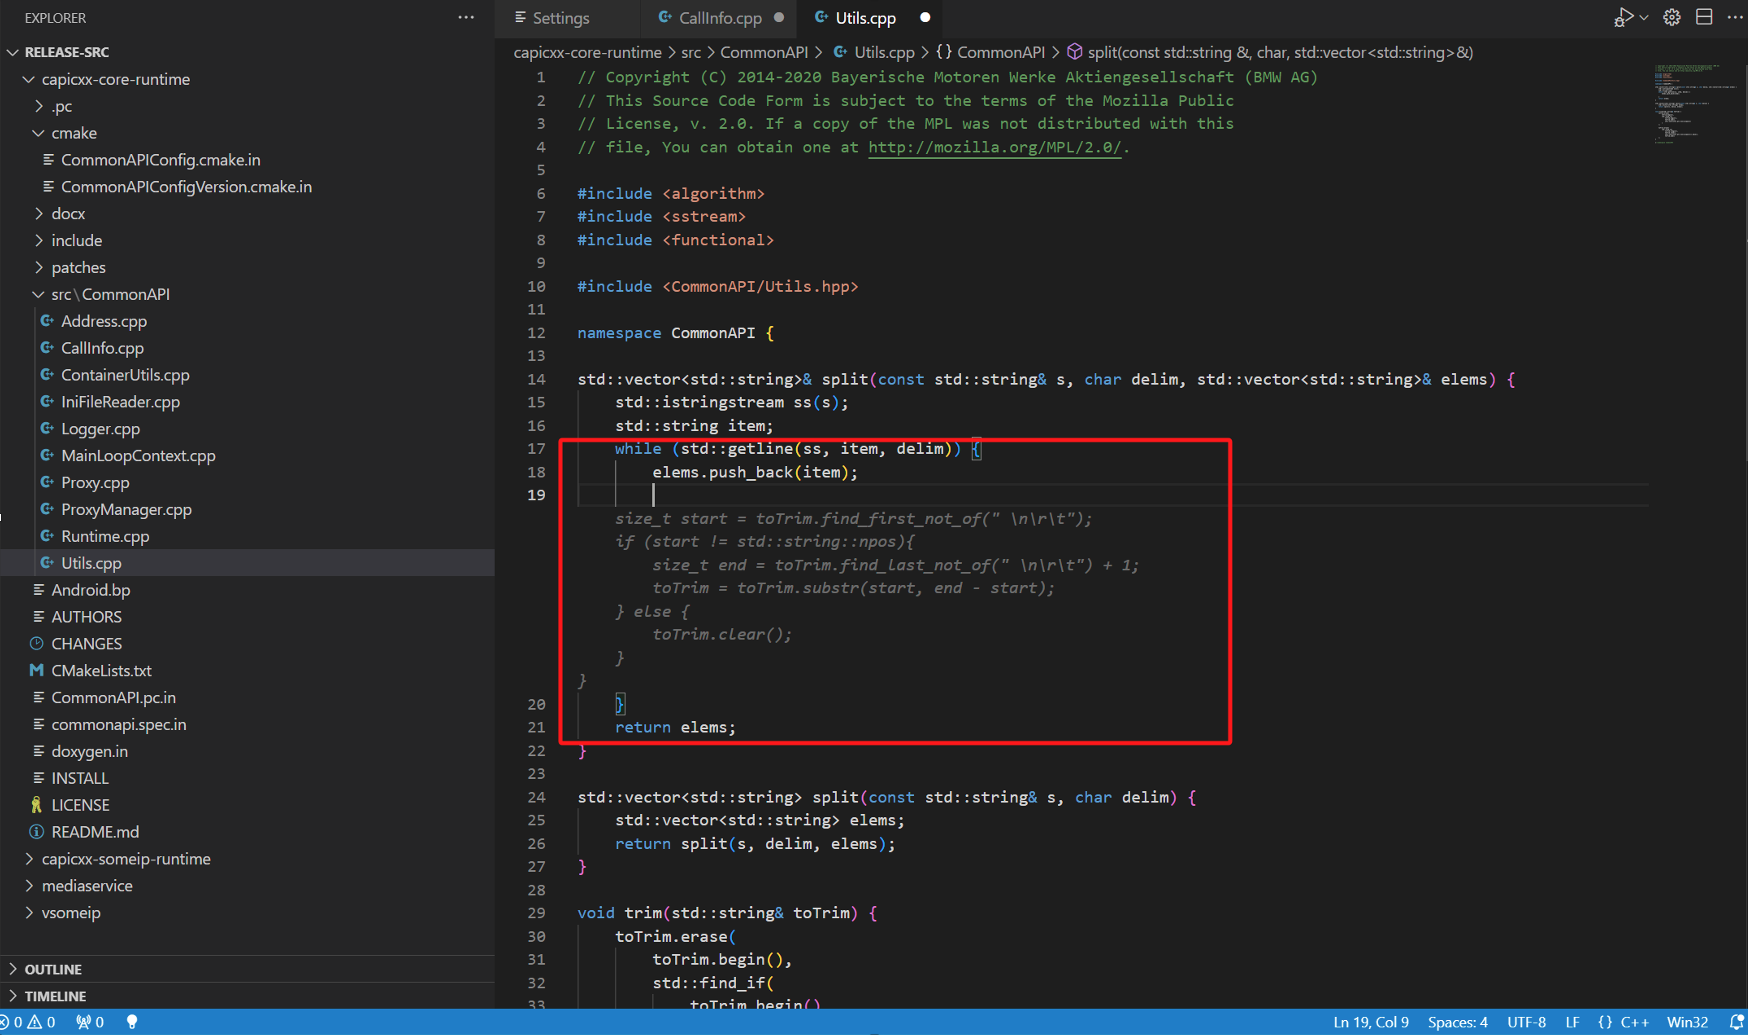 EXPLORER
RELEASE-SRC
capicxx-core-runtime
.pc
cmake
CommonAPIConfig.cmake.in
CommonAPIConfigVersion.cmake.in
docx
include
patches
src\CommonAPI
Address.cpp
CallInfo.cpp
ContainerUtils.cpp
IniFileReader.cpp
Logger.cpp
MainLoopContext.cpp
Proxy.cpp
ProxyManager.cpp
Runtime.cpp
Utils.cpp
Android.bp
AUTHORS
CHANGES
CMakeLists.txt
CommonAPI.pc.in
commonapi.spec.in
doxygen.in
INSTALL
LICENSE
README.md
capicxx-someip-runtime
mediaservice
vsomeip
OUTLINE
TIMELINE
Settings CallInfo.cpp Utils.cpp
capicxx-core-runtime > src > CommonAPI > Utils.cpp > {} CommonAPI > split(const std::string &, char, std::vector<std::string>&)
1 // Copyright (C) 2014-2020 Bayerische Motoren Werke Aktiengesellschaft (BMW AG)
2 // This Source Code Form is subject to the terms of the Mozilla Public
3 // License, v. 2.0. If a copy of the MPL was not distributed with this
4 // file, You can obtain one at http://mozilla.org/MPL/2.0/.
5
6 #include <algorithm>
7 #include <sstream>
8 #include <functional>
9
10 #include <CommonAPI/Utils.hpp>
11
12 namespace CommonAPI {
13
14 std::vector<std::string>& split(const std::string& s, char delim, std::vector<std::string>& elems) {
15 std::istringstream ss(s);
16 std::string item;
17 while (std::getline(ss, item, delim)) {
18 elems.push_back(item);
19
size_t start = toTrim.find_first_not_of(" \n\r\t");
if (start != std::string::npos){
size_t end = toTrim.find_last_not_of(" \n\r\t") + 1;
toTrim = toTrim.substr(start, end - start);
} else {
toTrim.clear();
}
}
20 }
21 return elems;
22 }
23
24 std::vector<std::string> split(const std::string& s, char delim) {
25 std::vector<std::string> elems;
26 return split(s, delim, elems);
27 }
28
29 void trim(std::string& toTrim) {
30 toTrim.erase(
31 toTrim.begin(),
32 std::find_if(
33 toTrim.begin()
0 0 0 Ln 19, Col 9 Spaces: 4 UTF-8 LF {} C++ Win32